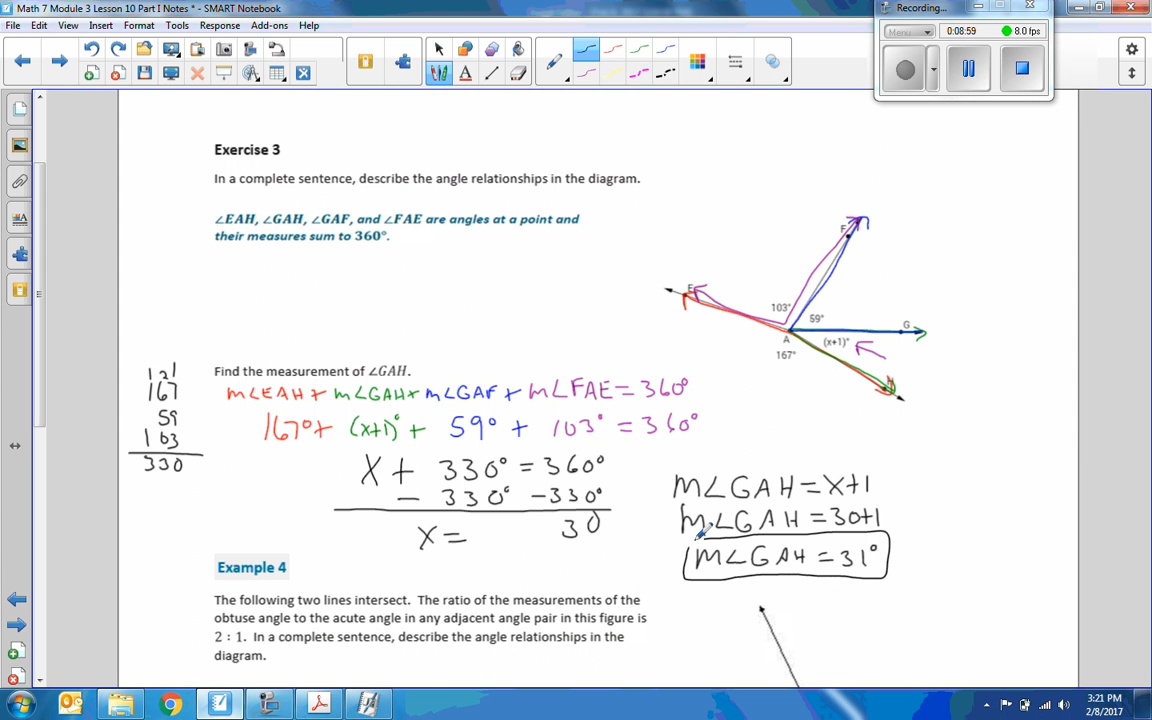 Math 7 Module 3 Lesson 10 Part I Notes * - SMART Notebook
File Edit View Insert Format Tools Response Add-ons Help
Recording...
Menu
0:08:59
8.0 fps
Exercise 3
In a complete sentence, describe the angle relationships in the diagram.
∠EAH, ∠GAH, ∠GAF, and ∠FAE are angles at a point and
their measures sum to 360°.
F
E
103°
59°
G
A
(x+1)°
167°
H
Find the measurement of ∠GAH.
m∠EAH + m∠GAH + m∠GAF + m∠FAE = 360°
167° + (x+1)° + 59° + 103° = 360°
121
167
59
103
330
x + 330° = 360°
- 330° -330°
x = 30
m∠GAH = x+1
m∠GAH = 30+1
m∠GAH = 31°
Example 4
The following two lines intersect. The ratio of the measurements of the
obtuse angle to the acute angle in any adjacent angle pair in this figure is
2 : 1. In a complete sentence, describe the angle relationships in the
diagram.
3:21 PM
2/8/2017